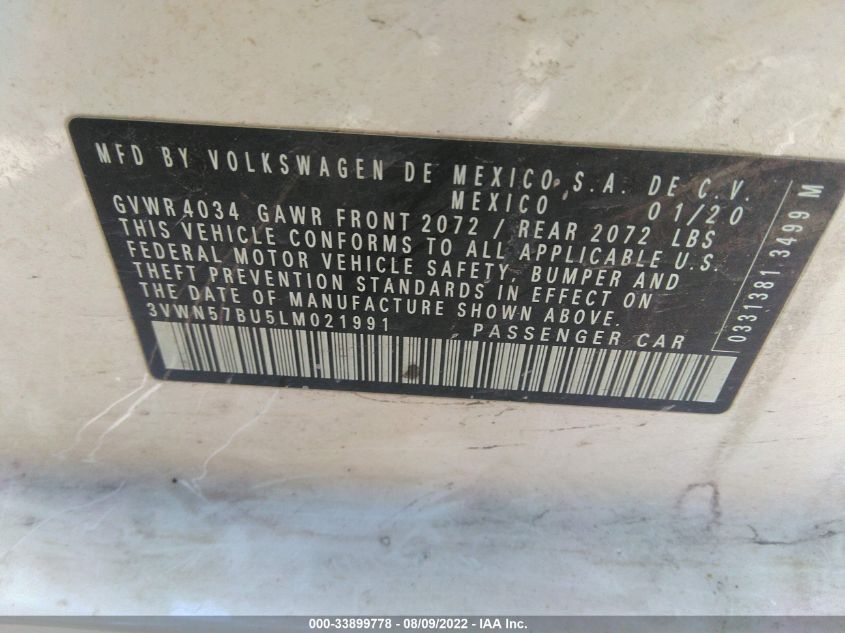 MFD BY VOLKSWAGEN DE MEXICO S.A. DE C.V.
MEXICO 01/20
GVWR 4034 GAWR FRONT 2072 / REAR 2072 LBS
THIS VEHICLE CONFORMS TO ALL APPLICABLE U.S.
FEDERAL MOTOR VEHICLE SAFETY, BUMPER AND
THEFT PREVENTION STANDARDS IN EFFECT ON
THE DATE OF MANUFACTURE SHOWN ABOVE.
3VWN57BU5LM021991 PASSENGER CAR
0331381 3499 M
000-33899778 - 08/09/2022 - IAA Inc.